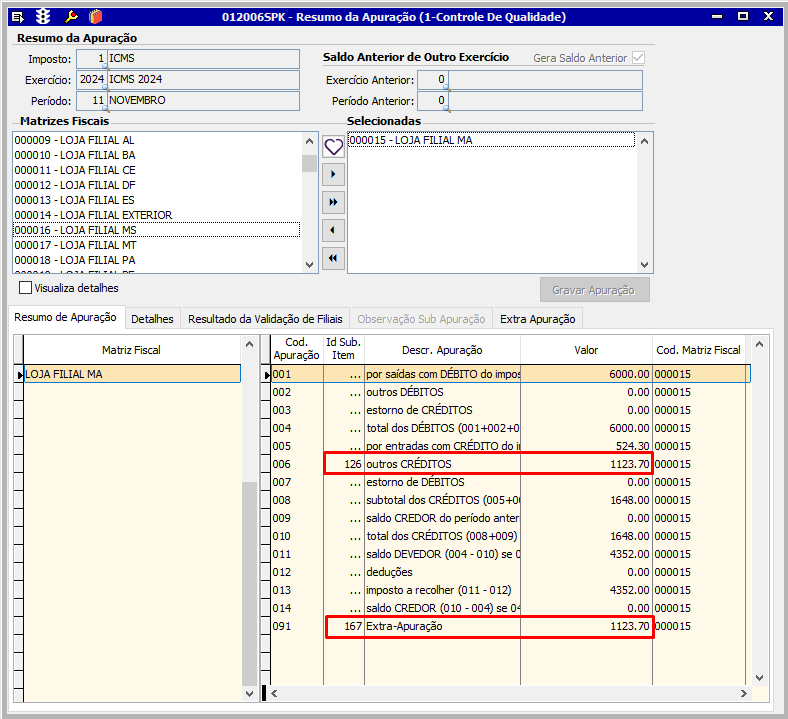 012006SPK - Resumo da Apuração (1-Controle De Qualidade)
Resumo da Apuração
Imposto: 1 ICMS
Saldo Anterior de Outro Exercício Gera Saldo Anterior
Exercício: 2024 ICMS 2024
Exercício Anterior: 0
Período: 11 NOVEMBRO
Período Anterior: 0
Matrizes Fiscais
Selecionadas
000009 - LOJA FILIAL AL
000010 - LOJA FILIAL BA
000011 - LOJA FILIAL CE
000012 - LOJA FILIAL DF
000013 - LOJA FILIAL ES
000014 - LOJA FILIAL EXTERIOR
000016 - LOJA FILIAL MS
000017 - LOJA FILIAL MT
000018 - LOJA FILIAL PA
000015 - LOJA FILIAL MA
Visualiza detalhes
Gravar Apuração
Resumo de Apuração Detalhes Resultado da Validação de Filiais Observação Sub Apuração Extra Apuração
Matriz Fiscal
LOJA FILIAL MA
Cod. Apuração Id Sub. Item Descr. Apuração Valor Cod. Matriz Fiscal
001 ... por saídas com DÉBITO do impos 6000.00 000015
002 ... outros DÉBITOS 0.00 000015
003 ... estorno de CRÉDITOS 0.00 000015
004 ... total dos DÉBITOS (001+002+0 6000.00 000015
005 ... por entradas com CRÉDITO do i 524.30 000015
006 126 outros CRÉDITOS 1123.70 000015
007 ... estorno de DÉBITOS 0.00 000015
008 ... subtotal dos CRÉDITOS (005+00 1648.00 000015
009 ... saldo CREDOR do período anter 0.00 000015
010 ... total dos CRÉDITOS (008+009) 1648.00 000015
011 ... saldo DEVEDOR (004 - 010) se 0 4352.00 000015
012 ... deduções 0.00 000015
013 ... imposto a recolher (011 - 012) 4352.00 000015
014 ... saldo CREDOR (010 - 004) se 04 0.00 000015
091 167 Extra-Apuração 1123.70 000015